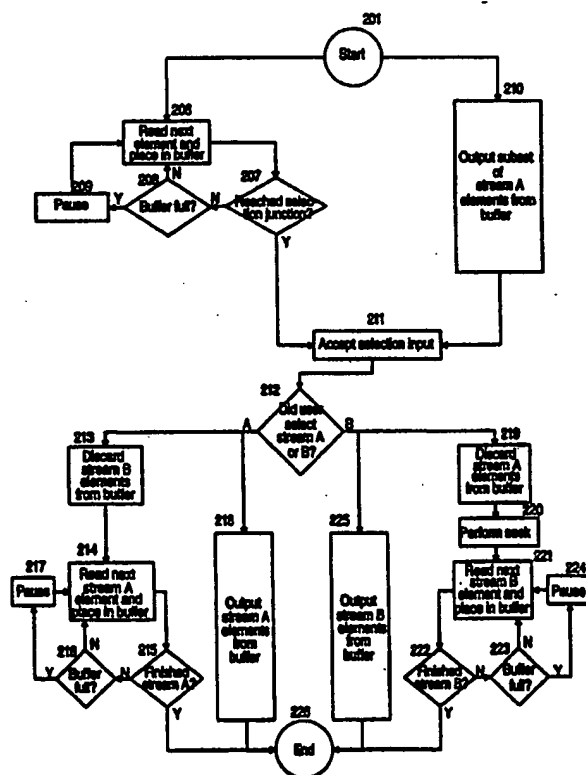 201
Start
206
Read next
element and
place in buffer
207
Reached selec-
tion junction?
N
Y
208
Buffer full?
N
Y
209
Pause
210
Output subset
of
stream A
elements from
buffer
211
Accept selection input
212
Did user
select
stream A
or B?
A
B
213
Discard
stream B
elements
from buffer
214
Read next
stream A
element and
place in buffer
217
Pause
216
Buffer
full?
Y
N
N
215
Finished
stream A?
Y
218
Output
stream A
elements
from
buffer
225
Output
stream B
elements
from
buffer
219
Discard
stream A
elements
from buffer
220
Perform seek
221
Read next
stream B
element and
place in buffer
224
Pause
222
Finished
stream B?
N
Y
223
Buffer
full?
N
Y
226
End